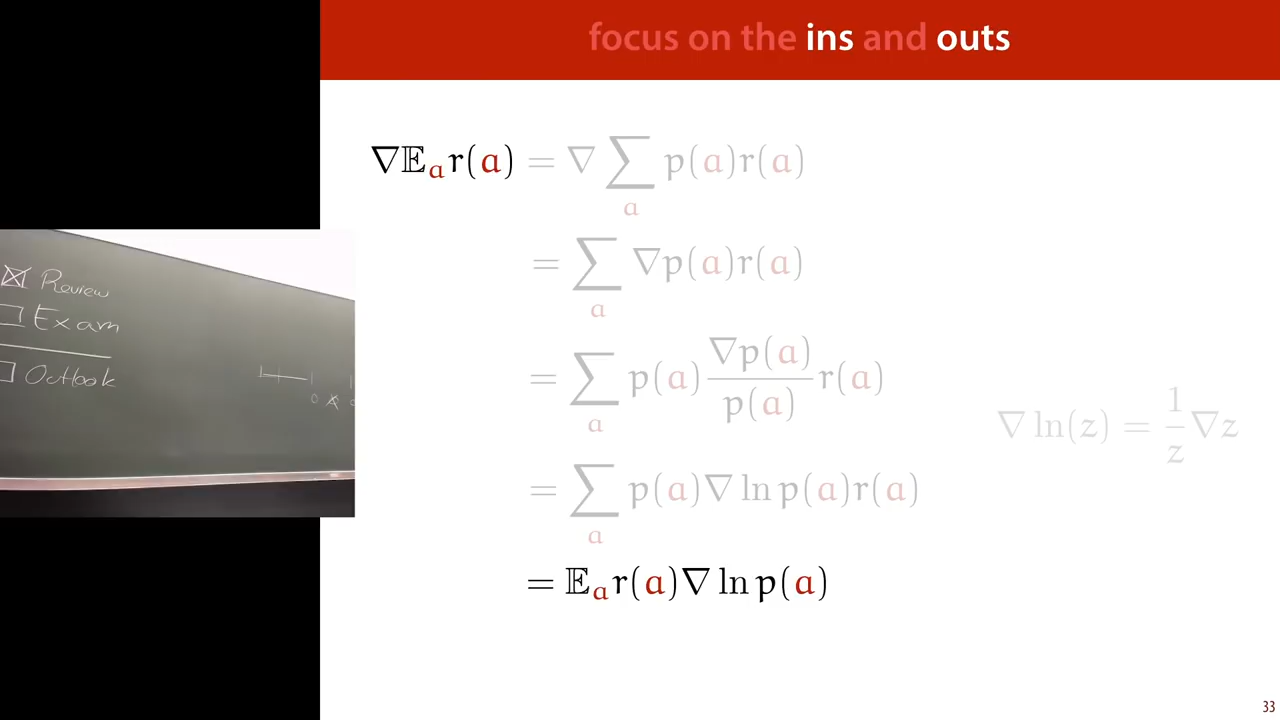 focus on the ins and outs
∇𝔼ₐr(a) = ∇ ∑ₐ p(a)r(a)
= ∑ₐ ∇p(a)r(a)
= ∑ₐ p(a) ∇p(a)/p(a) r(a)
∇ ln(z) = 1/z ∇z
= ∑ₐ p(a)∇ ln p(a)r(a)
= 𝔼ₐr(a)∇ ln p(a)
Review
Exam
Outlook
33